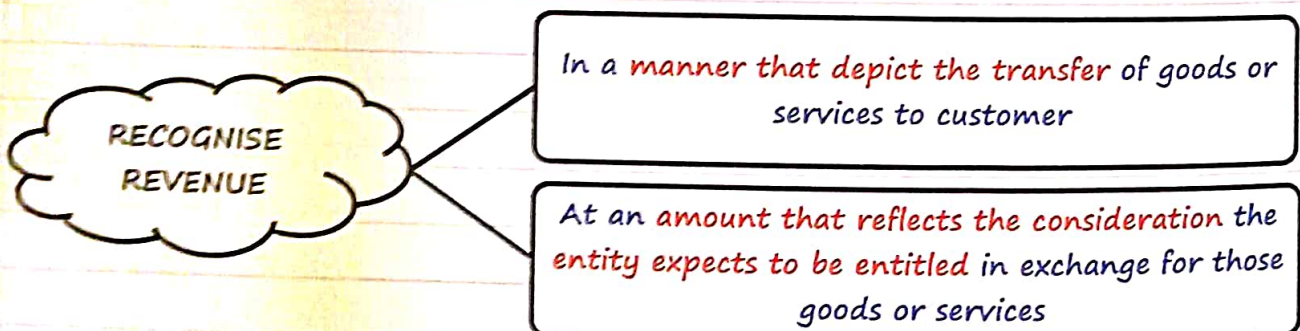 RECOGNISE
REVENUE
In a manner that depict the transfer of goods or
services to customer
At an amount that reflects the consideration the
entity expects to be entitled in exchange for those
goods or services